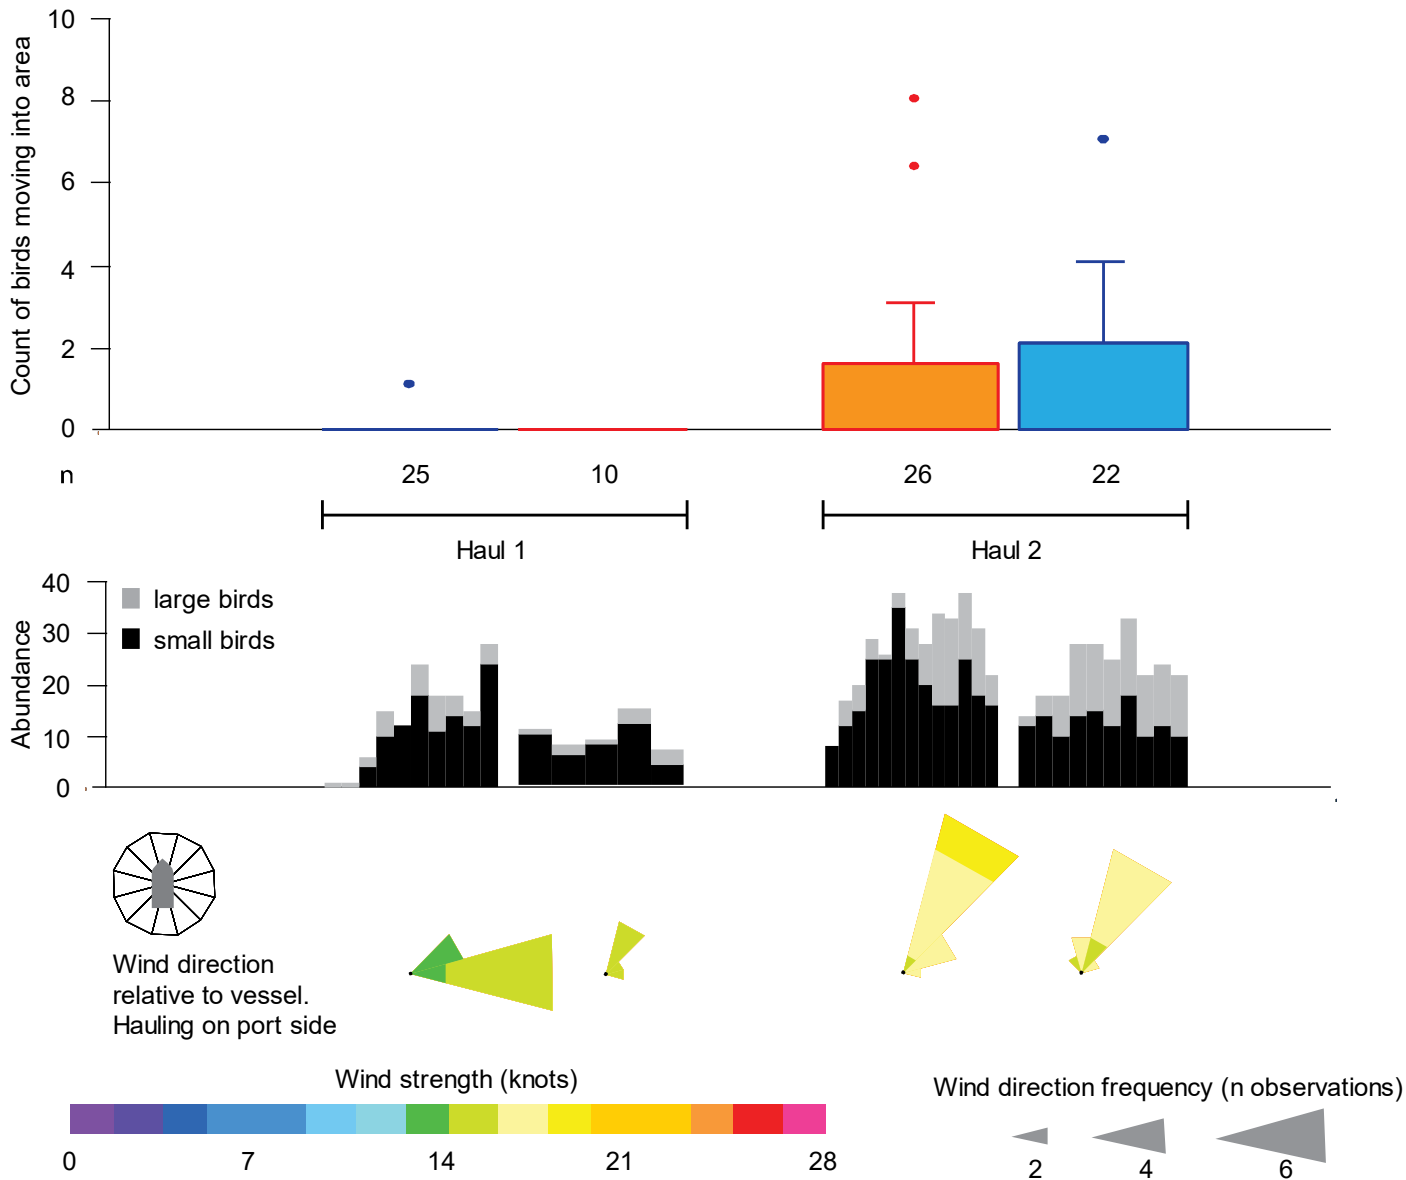 Count of birds moving into area
10
8
6
4
2
0
n 25 10 26 22
Haul 1 Haul 2
Abundance
40
30
20
10
0
large birds
small birds
Wind direction
relative to vessel.
Hauling on port side
Wind strength (knots)
0 7 14 21 28
Wind direction frequency (n observations)
2 4 6